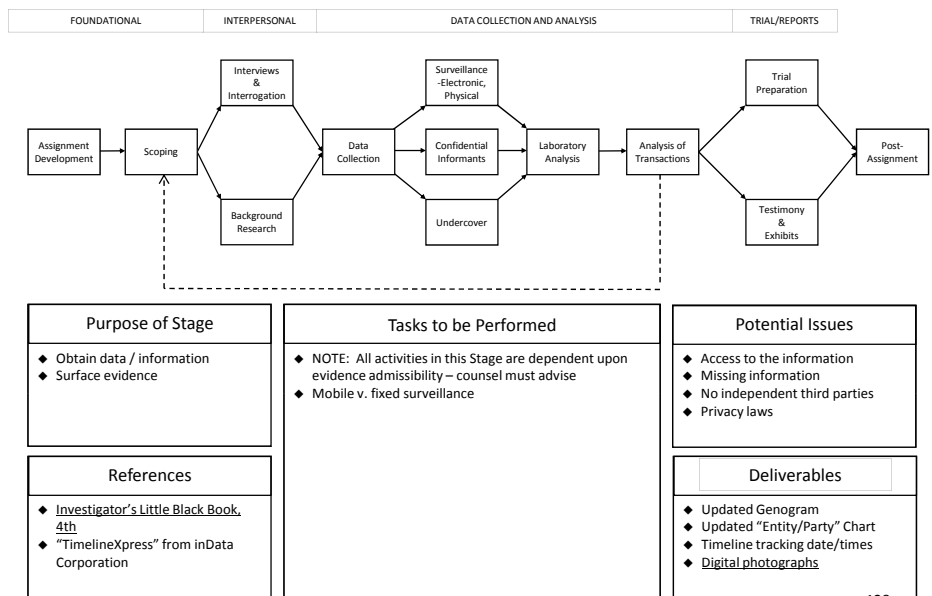 FOUNDATIONAL
INTERPERSONAL
DATA COLLECTION AND ANALYSIS
TRIAL/REPORTS
Interviews
&
Interrogation
Surveillance
-Electronic,
Physical
Trial
Preparation
Assignment
Development
Scoping
Data
Collection
Confidential
Informants
Laboratory
Analysis
Analysis of
Transactions
Post-
Assignment
Background
Research
Undercover
Testimony
&
Exhibits
Purpose of Stage
◆ Obtain data / information
◆ Surface evidence
Tasks to be Performed
◆ NOTE:  All activities in this Stage are dependent upon
evidence admissibility – counsel must advise
◆ Mobile v. fixed surveillance
Potential Issues
◆ Access to the information
◆ Missing information
◆ No independent third parties
◆ Privacy laws
References
◆ Investigator's Little Black Book,
4th
◆ "TimelineXpress" from inData
Corporation
Deliverables
◆ Updated Genogram
◆ Updated "Entity/Party" Chart
◆ Timeline tracking date/times
◆ Digital photographs